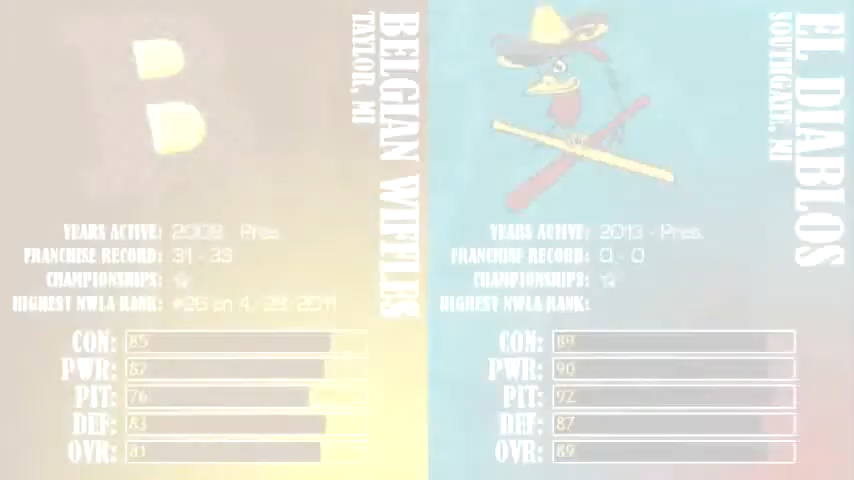 B
BELGIAN WIFFLES
TAYLOR, MI
YEARS ACTIVE: 2009 - Pres.
FRANCHISE RECORD: 31 - 33
CHAMPIONSHIPS:
HIGHEST NWLA RANK: #26 on 4/29/2011
CON: 85
PWR: 82
PIT: 76
DEF: 83
OVR: 81
EL DIABLOS
SOUTHGATE, MI
YEARS ACTIVE: 2013 - Pres.
FRANCHISE RECORD: 0 - 0
CHAMPIONSHIPS:
HIGHEST NWLA RANK:
CON: 89
PWR: 90
PIT: 92
DEF: 87
OVR: 89